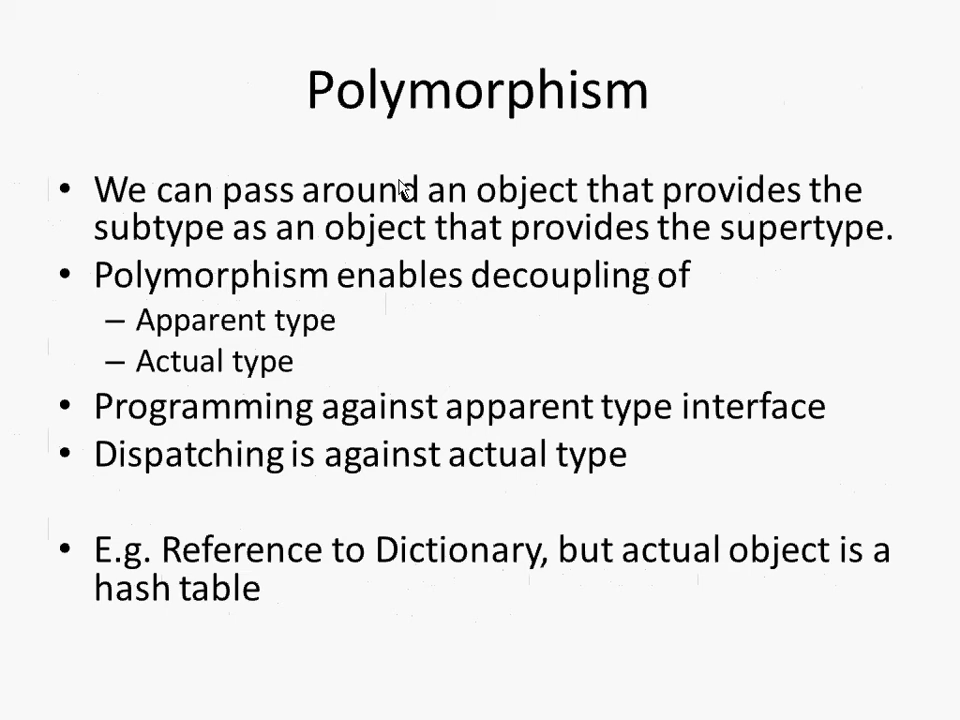 Polymorphism
• We can pass around an object that provides the
subtype as an object that provides the supertype.
• Polymorphism enables decoupling of
– Apparent type
– Actual type
• Programming against apparent type interface
• Dispatching is against actual type
• E.g. Reference to Dictionary, but actual object is a
hash table